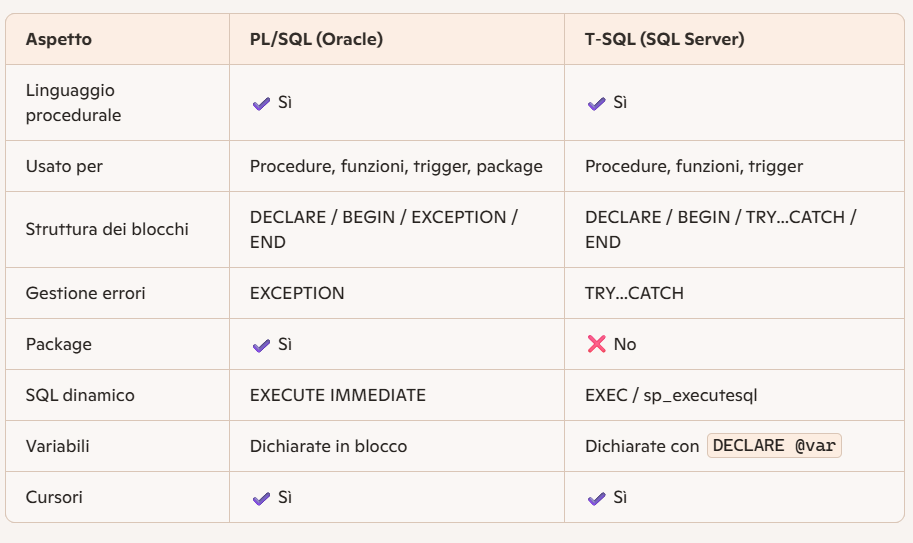 Aspetto PL/SQL (Oracle) T-SQL (SQL Server)
Linguaggio
procedurale
✔ Sì ✔ Sì
Usato per Procedure, funzioni, trigger, package Procedure, funzioni, trigger
Struttura dei blocchi
DECLARE / BEGIN / EXCEPTION /
END
DECLARE / BEGIN / TRY...CATCH /
END
Gestione errori EXCEPTION TRY...CATCH
Package ✔ Sì ❌ No
SQL dinamico EXECUTE IMMEDIATE EXEC / sp_executesql
Variabili Dichiarate in blocco Dichiarate con DECLARE @var
Cursori ✔ Sì ✔ Sì